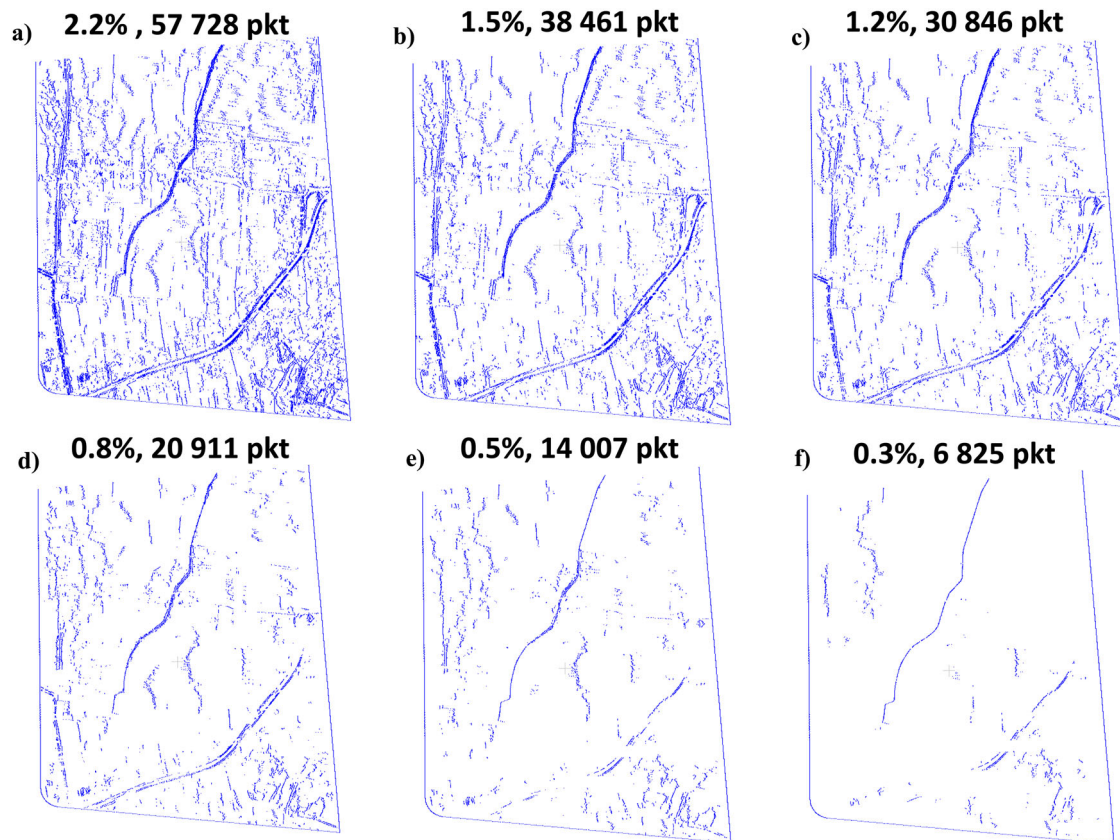 a) 2.2% , 57 728 pkt
b) 1.5%, 38 461 pkt
c) 1.2%, 30 846 pkt
d) 0.8%, 20 911 pkt
e) 0.5%, 14 007 pkt
f) 0.3%, 6 825 pkt